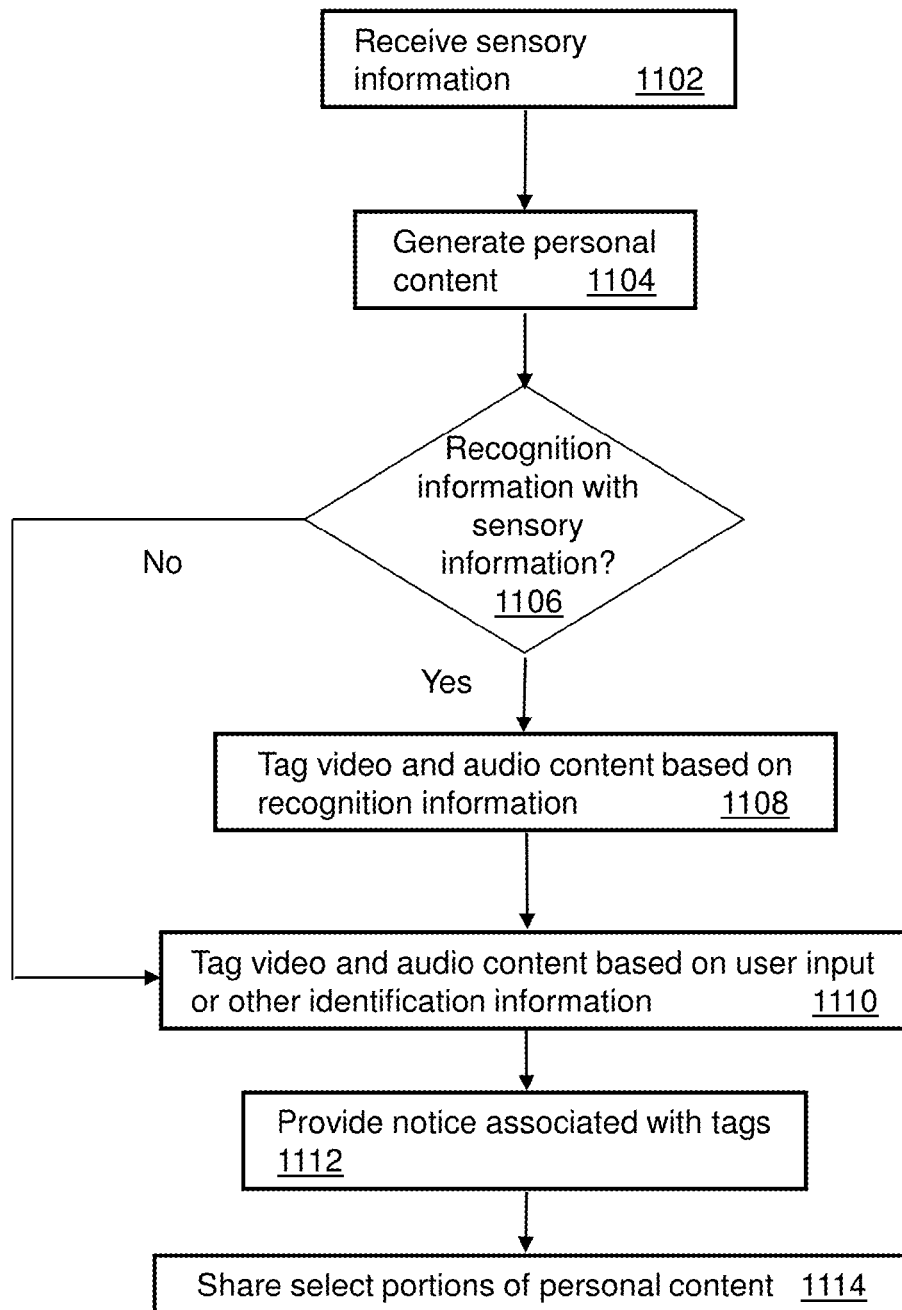 Receive sensory
information 1102
Generate personal
content 1104
Recognition
information with
sensory
information?
1106
No
Yes
Tag video and audio content based on
recognition information 1108
Tag video and audio content based on user input
or other identification information 1110
Provide notice associated with tags
1112
Share select portions of personal content 1114